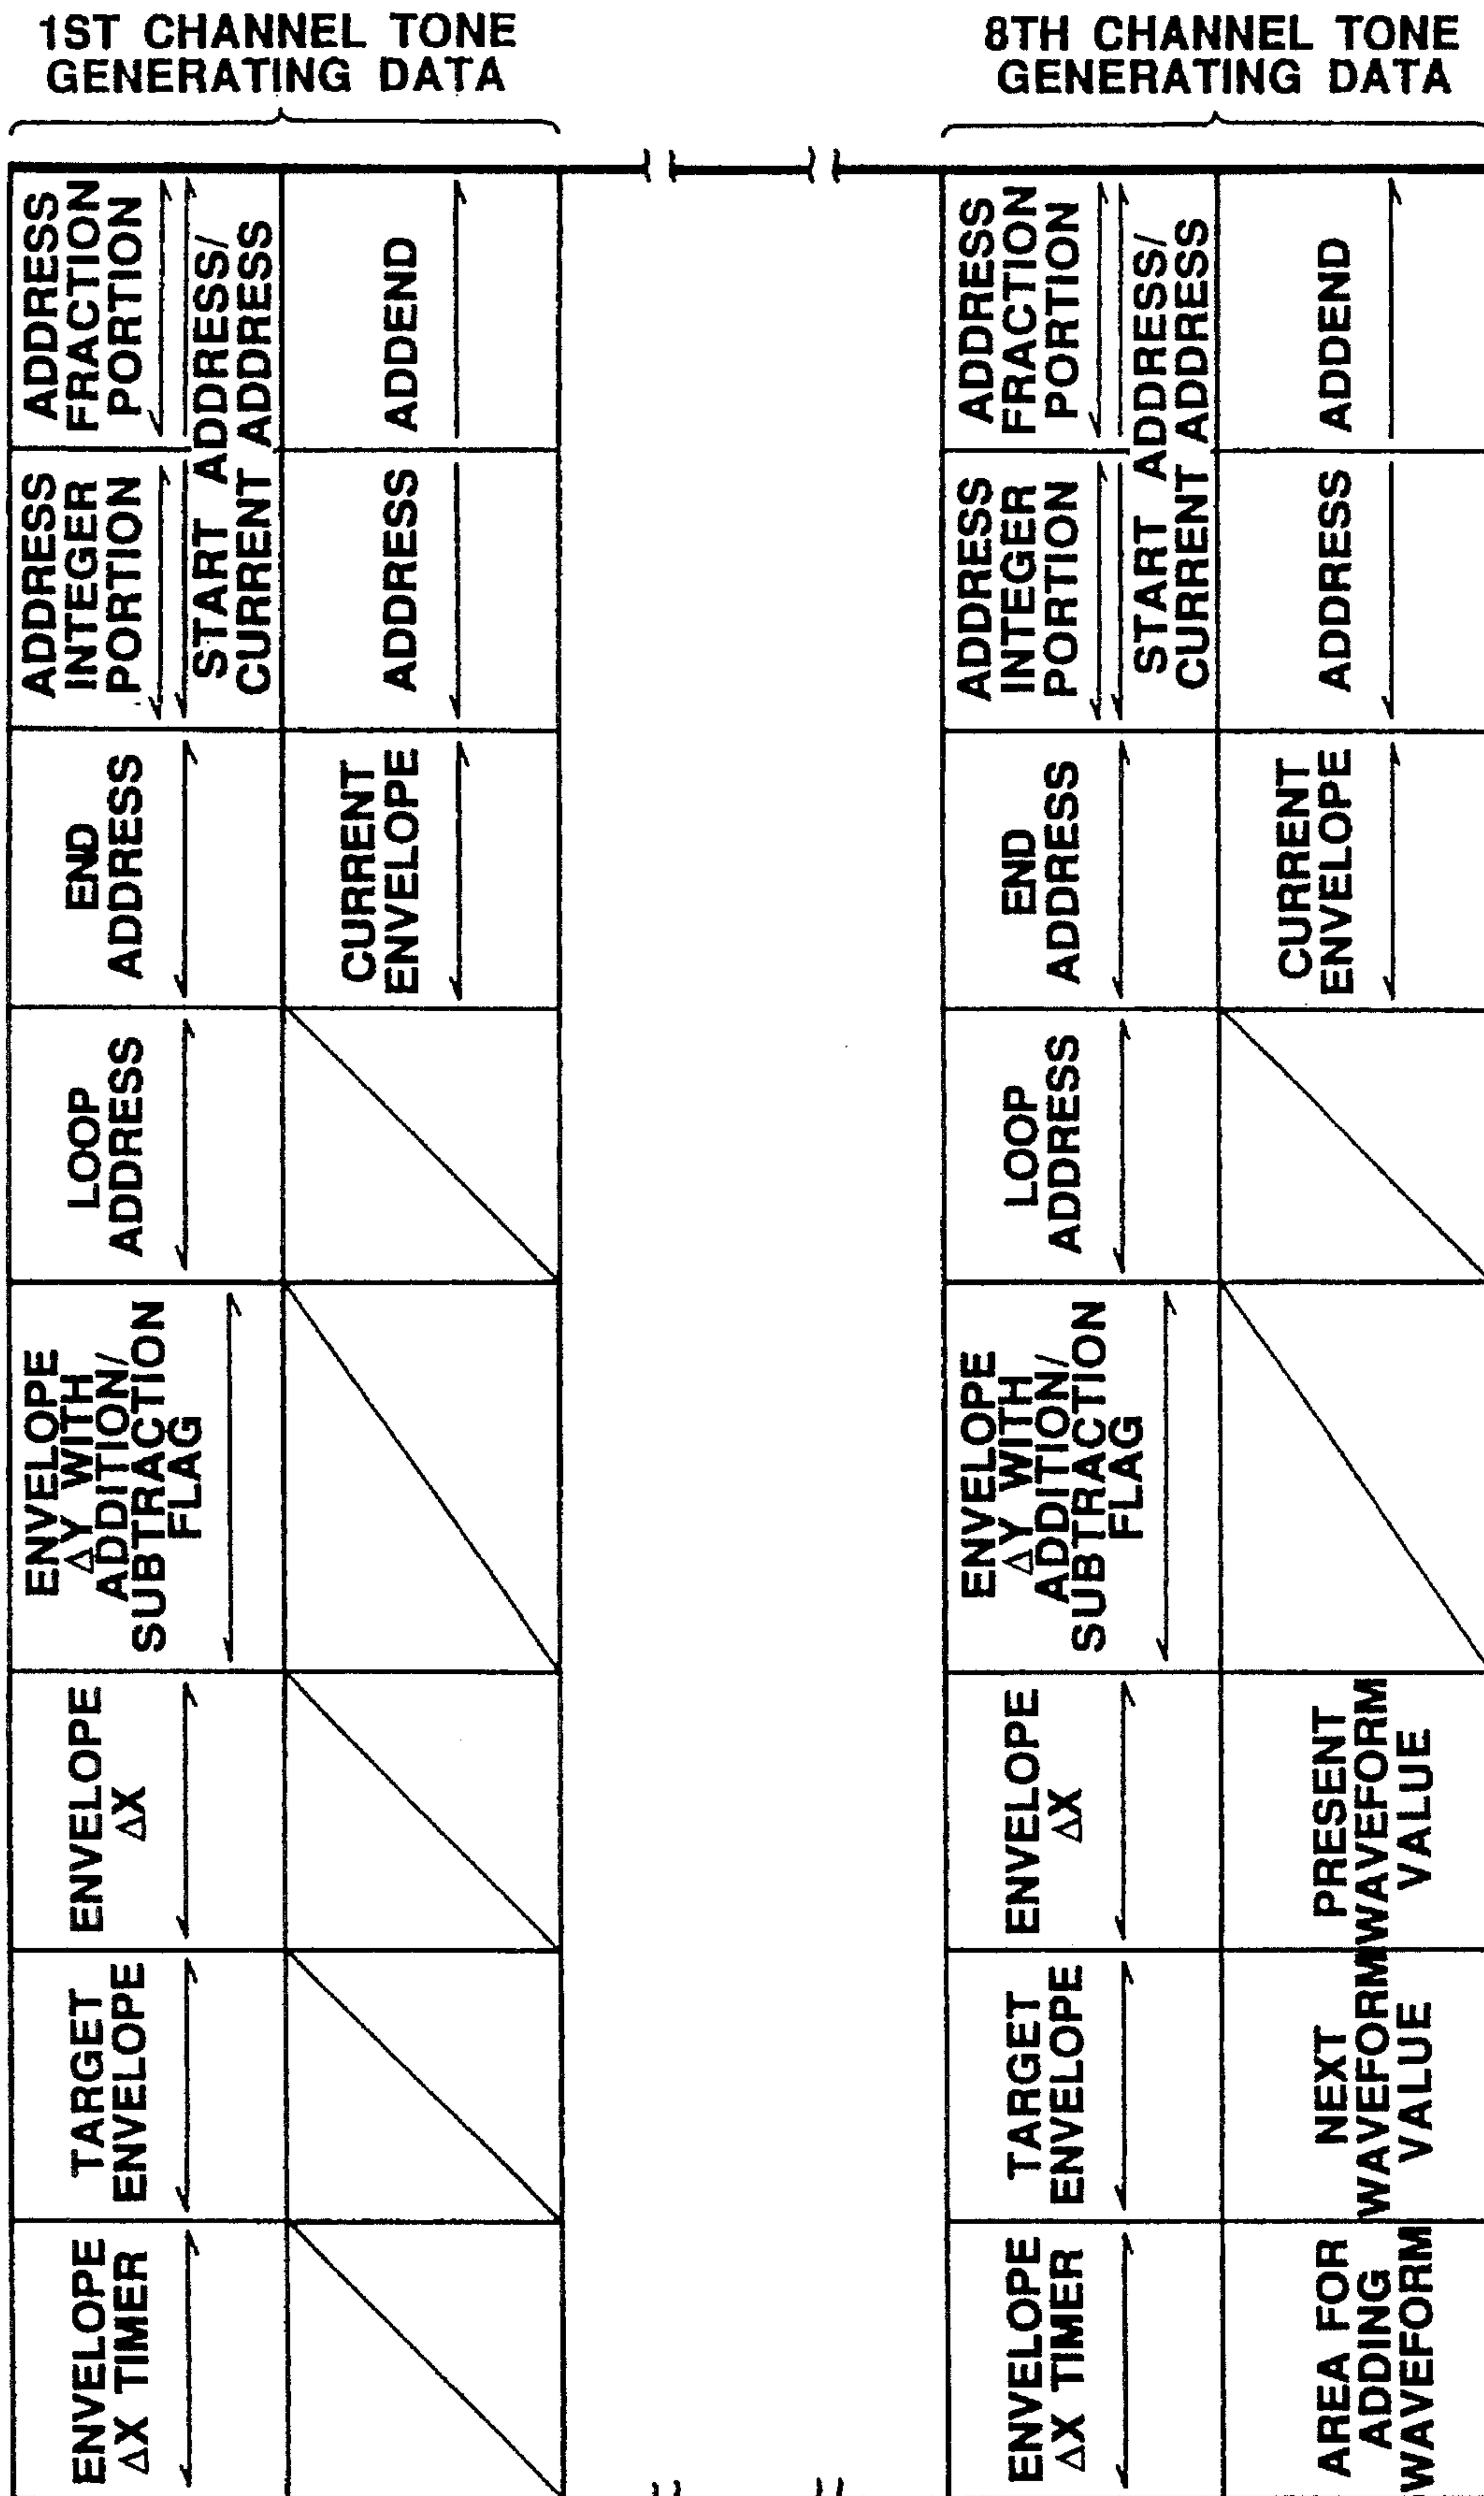 1ST CHANNEL TONE
GENERATING DATA
8TH CHANNEL TONE
GENERATING DATA
ENVELOPE
ΔX TIMER
TARGET
ENVELOPE
ENVELOPE
ΔX
ENVELOPE
ΔY WITH
ADDITION/
SUBTRACTION
FLAG
LOOP
ADDRESS
END
ADDRESS
ADDRESS
INTEGER
PORTION
ADDRESS
FRACTION
PORTION
START ADDRESS/
CURRENT ADDRESS
CURRENT
ENVELOPE
ADDRESS
ADDEND
ENVELOPE
ΔX TIMER
TARGET
ENVELOPE
ENVELOPE
ΔX
ENVELOPE
ΔY WITH
ADDITION/
SUBTRACTION
FLAG
LOOP
ADDRESS
END
ADDRESS
ADDRESS
INTEGER
PORTION
ADDRESS
FRACTION
PORTION
START ADDRESS/
CURRENT ADDRESS
AREA FOR
ADDING
WAVEFORM
NEXT
WAVEFORM
VALUE
PRESENT
WAVEFORM
VALUE
CURRENT
ENVELOPE
ADDRESS
ADDEND